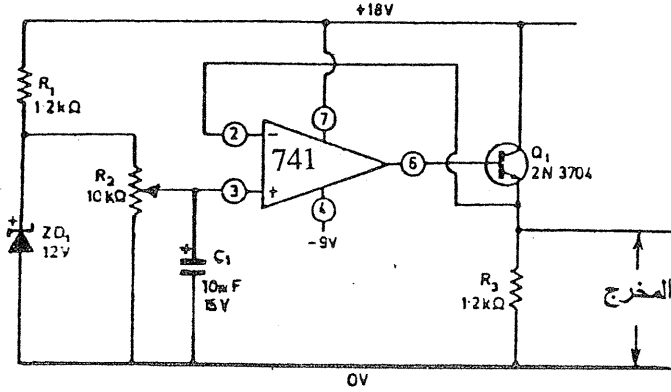 +18V
R₁
1·2kΩ
R₂
10kΩ
ZD₁
12V
+
C₁
10μF
15V
+
2
3
−
+
741
7
4
-9V
6
Q₁
2N 3704
R₃
1·2kΩ
المخرج
0V